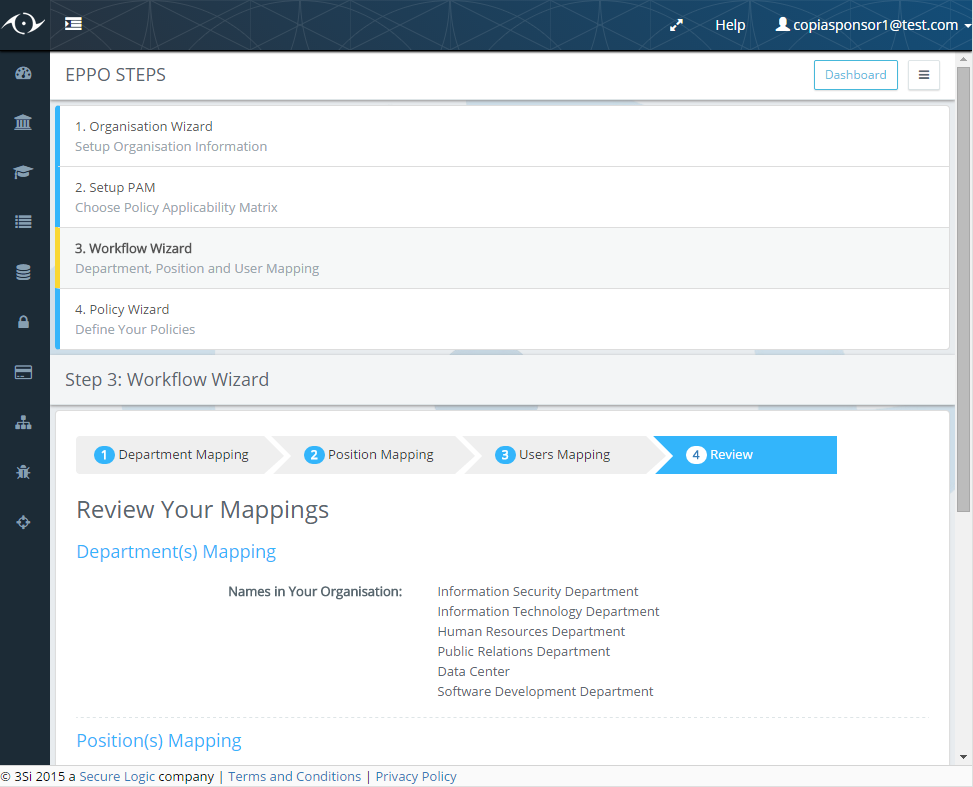 Help copiasponsor1@test.com
EPPO STEPS
Dashboard
1. Organisation Wizard
Setup Organisation Information
2. Setup PAM
Choose Policy Applicability Matrix
3. Workflow Wizard
Department, Position and User Mapping
4. Policy Wizard
Define Your Policies
Step 3: Workflow Wizard
1 Department Mapping 2 Position Mapping 3 Users Mapping 4 Review
Review Your Mappings
Department(s) Mapping
Names in Your Organisation: Information Security Department
Information Technology Department
Human Resources Department
Public Relations Department
Data Center
Software Development Department
Position(s) Mapping
© 3Si 2015 a Secure Logic company | Terms and Conditions | Privacy Policy